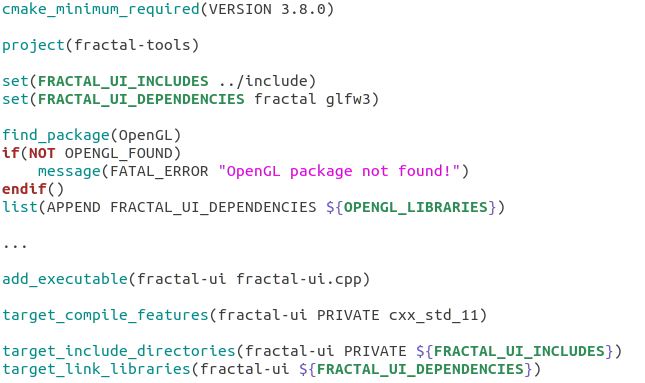 cmake_minimum_required(VERSION 3.8.0)
project(fractal-tools)
set(FRACTAL_UI_INCLUDES ../include)
set(FRACTAL_UI_DEPENDENCIES fractal glfw3)
find_package(OpenGL)
if(NOT OPENGL_FOUND)
    message(FATAL_ERROR "OpenGL package not found!")
endif()
list(APPEND FRACTAL_UI_DEPENDENCIES ${OPENGL_LIBRARIES})
...
add_executable(fractal-ui fractal-ui.cpp)
target_compile_features(fractal-ui PRIVATE cxx_std_11)
target_include_directories(fractal-ui PRIVATE ${FRACTAL_UI_INCLUDES})
target_link_libraries(fractal-ui ${FRACTAL_UI_DEPENDENCIES})